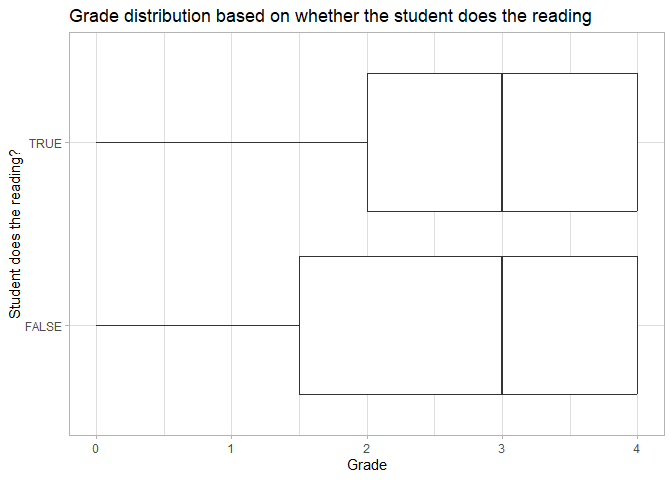 Grade distribution based on whether the student does the reading
Student does the reading?
TRUE
FALSE
0 1 2 3 4
Grade